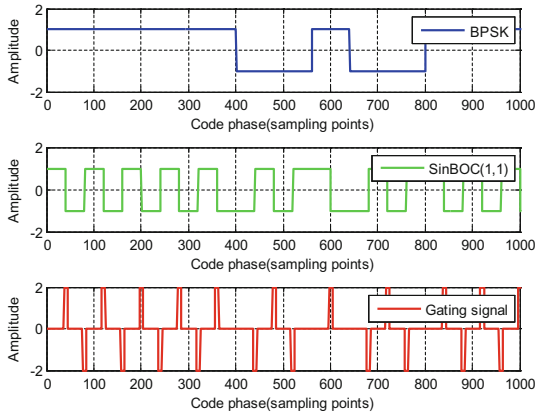 2
0
-2
Amplitude
BPSK
0 100 200 300 400 500 600 700 800 900 1000
Code phase(sampling points)
2
0
-2
Amplitude
SinBOC(1,1)
0 100 200 300 400 500 600 700 800 900 1000
Code phase(sampling points)
2
0
-2
Amplitude
Gating signal
0 100 200 300 400 500 600 700 800 900 1000
Code phase(sampling points)